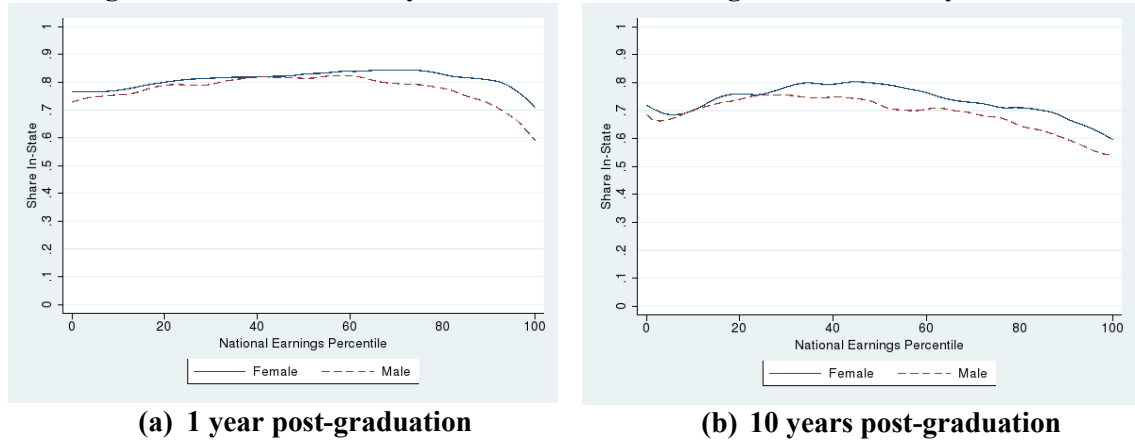 Share In-State
0 .1 .2 .3 .4 .5 .6 .7 .8 .9 1
0 20 40 60 80 100
National Earnings Percentile
Female Male
(a) 1 year post-graduation
Share In-State
0 .1 .2 .3 .4 .5 .6 .7 .8 .9 1
0 20 40 60 80 100
National Earnings Percentile
Female Male
(b) 10 years post-graduation